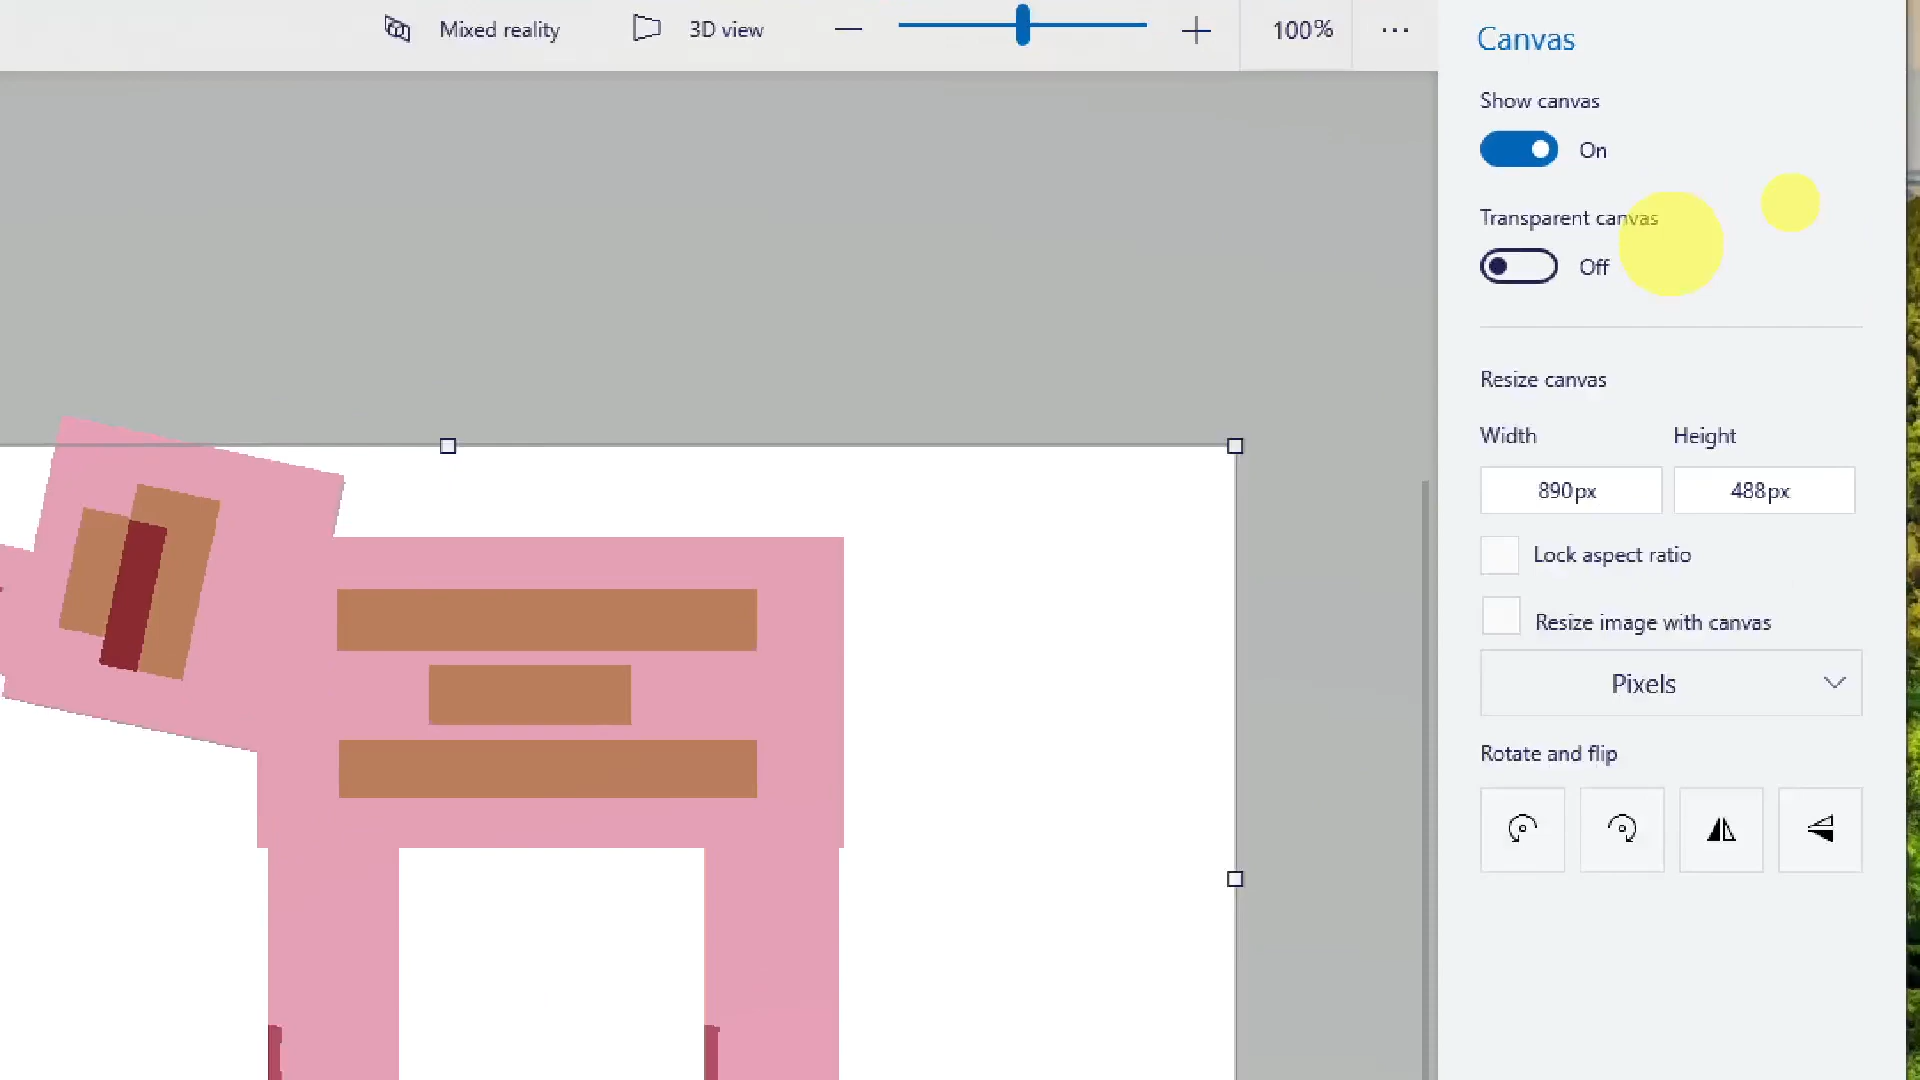 Mixed reality
3D view
100%
Canvas
Show canvas
On
Transparent canvas
Off
Resize canvas
Width
Height
890px
488px
Lock aspect ratio
Resize image with canvas
Pixels
Rotate and flip